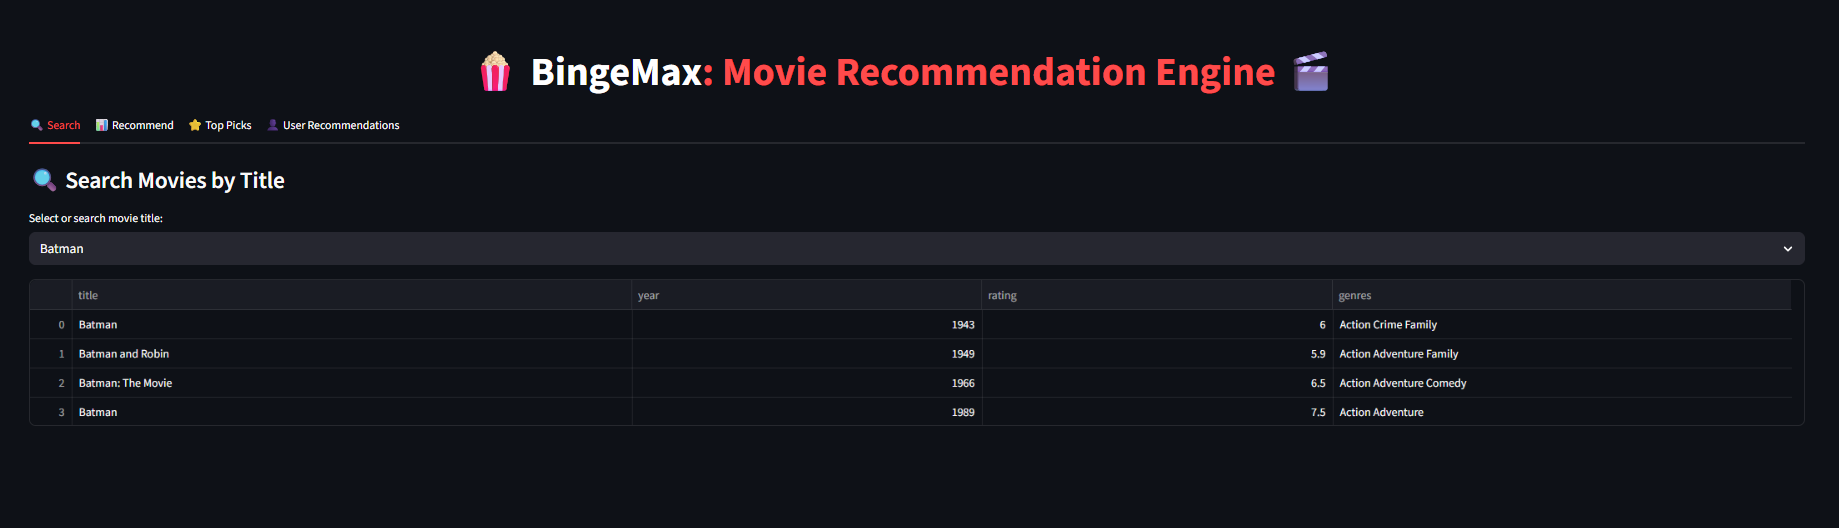 BingeMax: Movie Recommendation Engine
Search Recommend Top Picks User Recommendations
Search Movies by Title
Select or search movie title:
Batman
title year rating genres
0 Batman 1943 6 Action Crime Family
1 Batman and Robin 1949 5.9 Action Adventure Family
2 Batman: The Movie 1966 6.5 Action Adventure Comedy
3 Batman 1989 7.5 Action Adventure